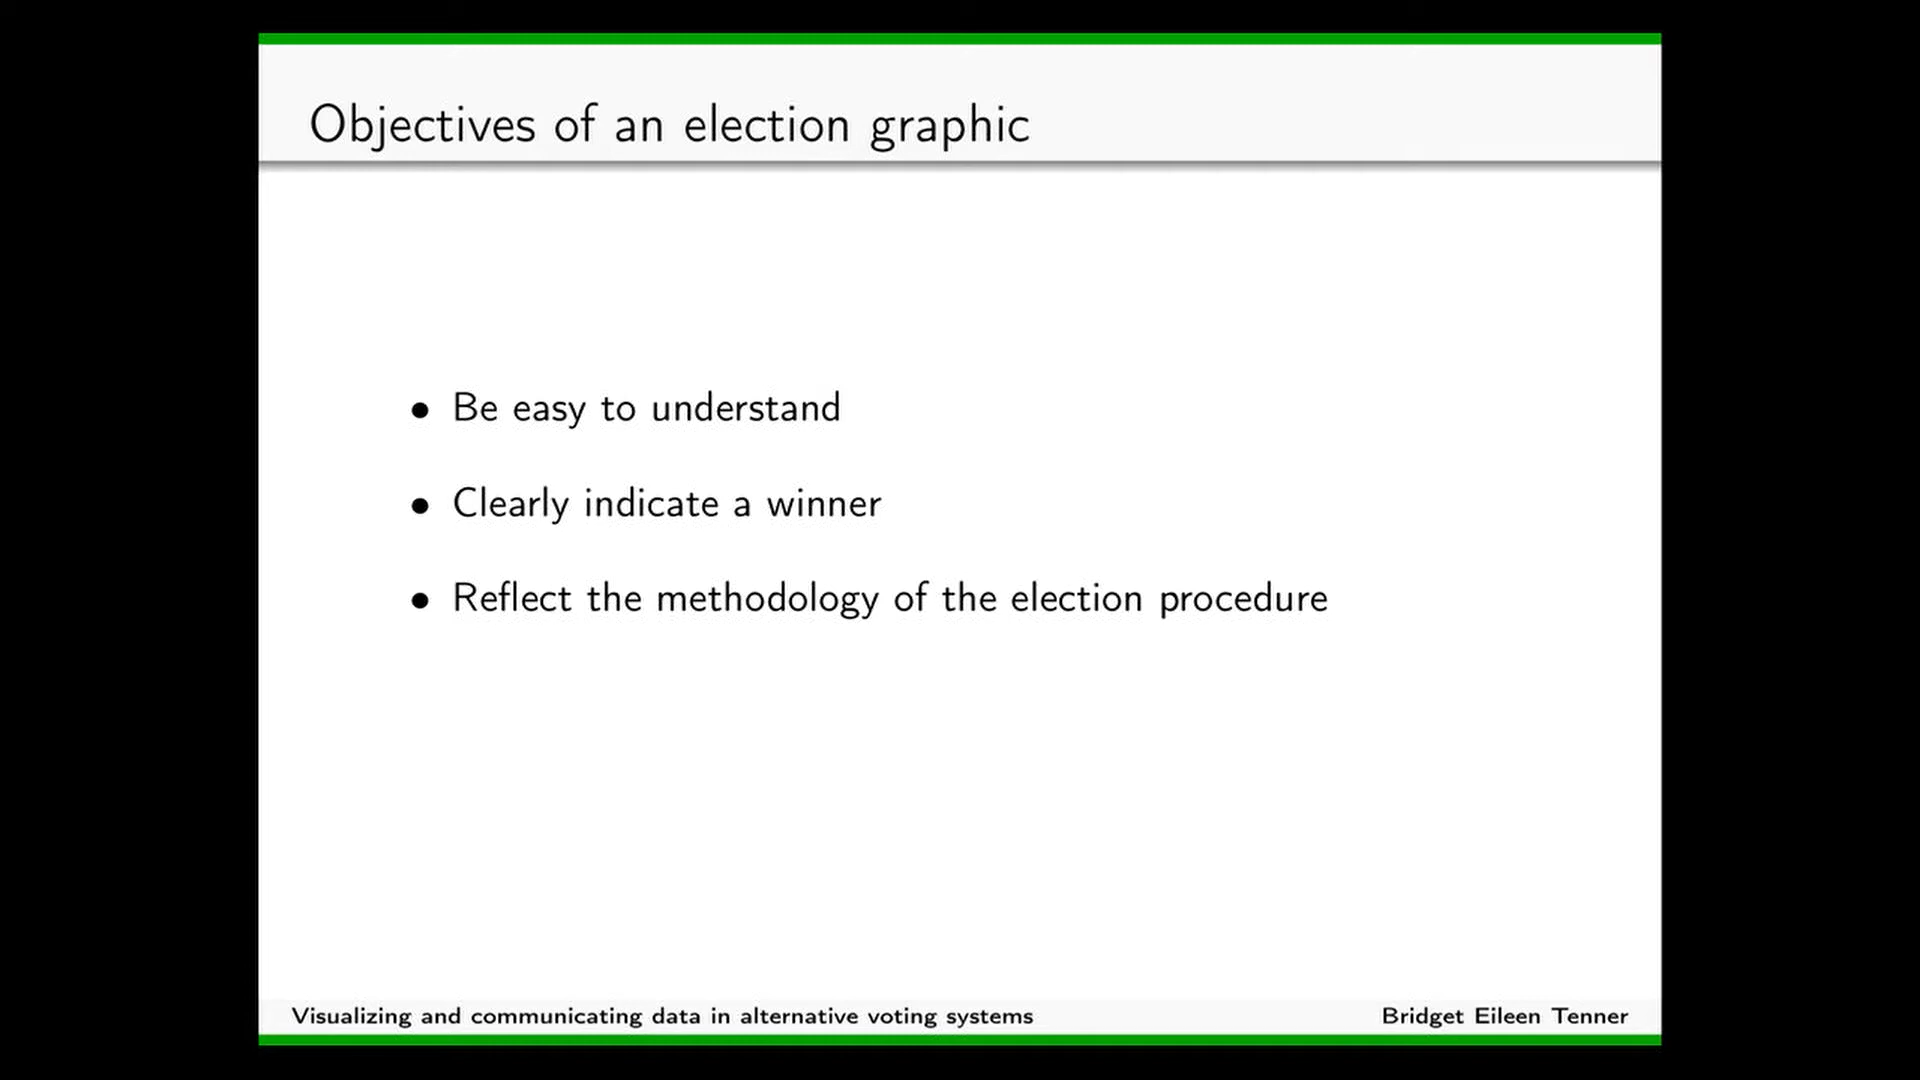 Objectives of an election graphic
• Be easy to understand
• Clearly indicate a winner
• Reflect the methodology of the election procedure
Visualizing and communicating data in alternative voting systems
Bridget Eileen Tenner